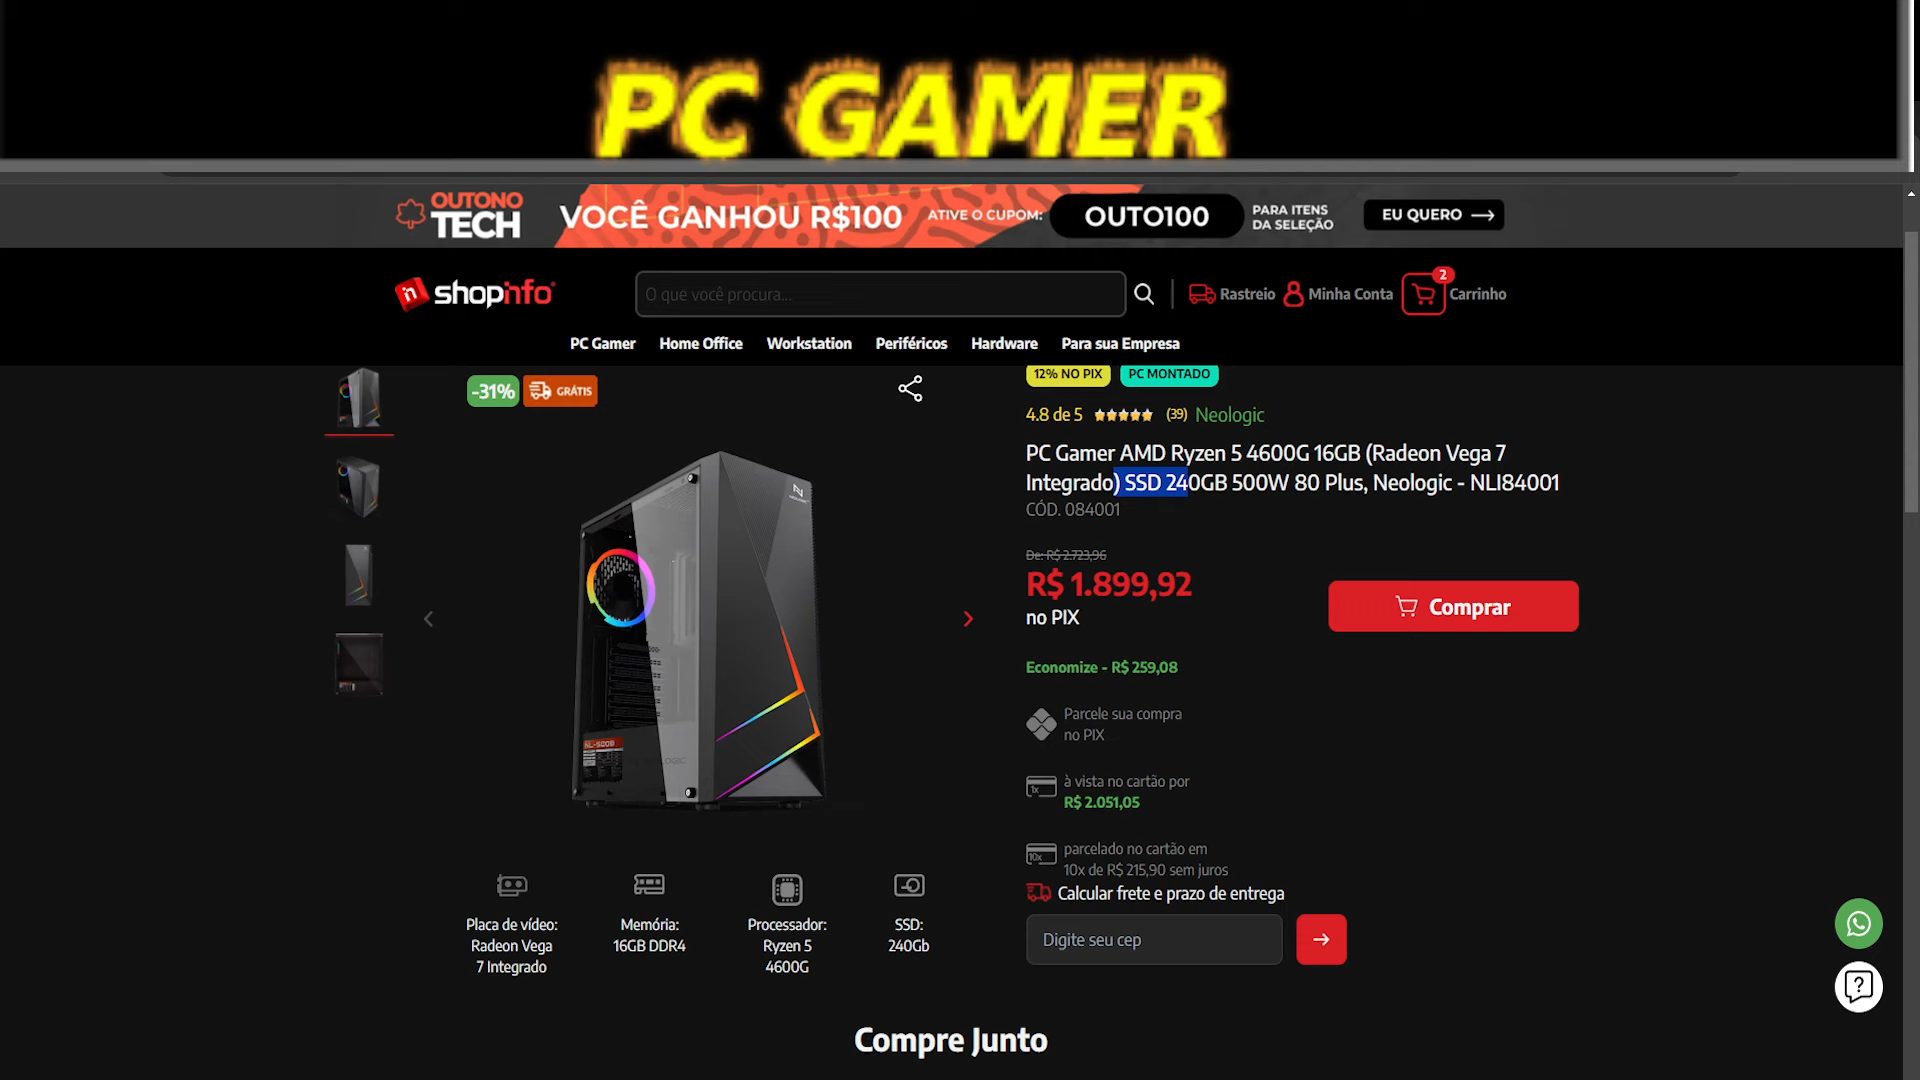 PC GAMER
OUTONO
TECH
VOCÊ GANHOU R$100
ATIVE O CUPOM:
OUTO100
PARA ITENS
DA SELEÇÃO
EU QUERO
shopinfo
O que você procura...
Rastreio
Minha Conta
2
Carrinho
PC Gamer
Home Office
Workstation
Periféricos
Hardware
Para sua Empresa
-31%
GRÁTIS
12% NO PIX
PC MONTADO
4.8 de 5
(39)
Neologic
PC Gamer AMD Ryzen 5 4600G 16GB (Radeon Vega 7
Integrado) SSD 240GB 500W 80 Plus, Neologic - NLI84001
CÓD. 084001
De: R$ 2.723,96
R$ 1.899,92
no PIX
Comprar
Economize - R$ 259,08
Parcele sua compra
no PIX
1x
à vista no cartão por
R$ 2.051,05
10x
parcelado no cartão em
10x de R$ 215,90 sem juros
Calcular frete e prazo de entrega
Digite seu cep
Placa de vídeo:
Radeon Vega
7 Integrado
Memória:
16GB DDR4
Processador:
Ryzen 5
4600G
SSD:
240Gb
Compre Junto